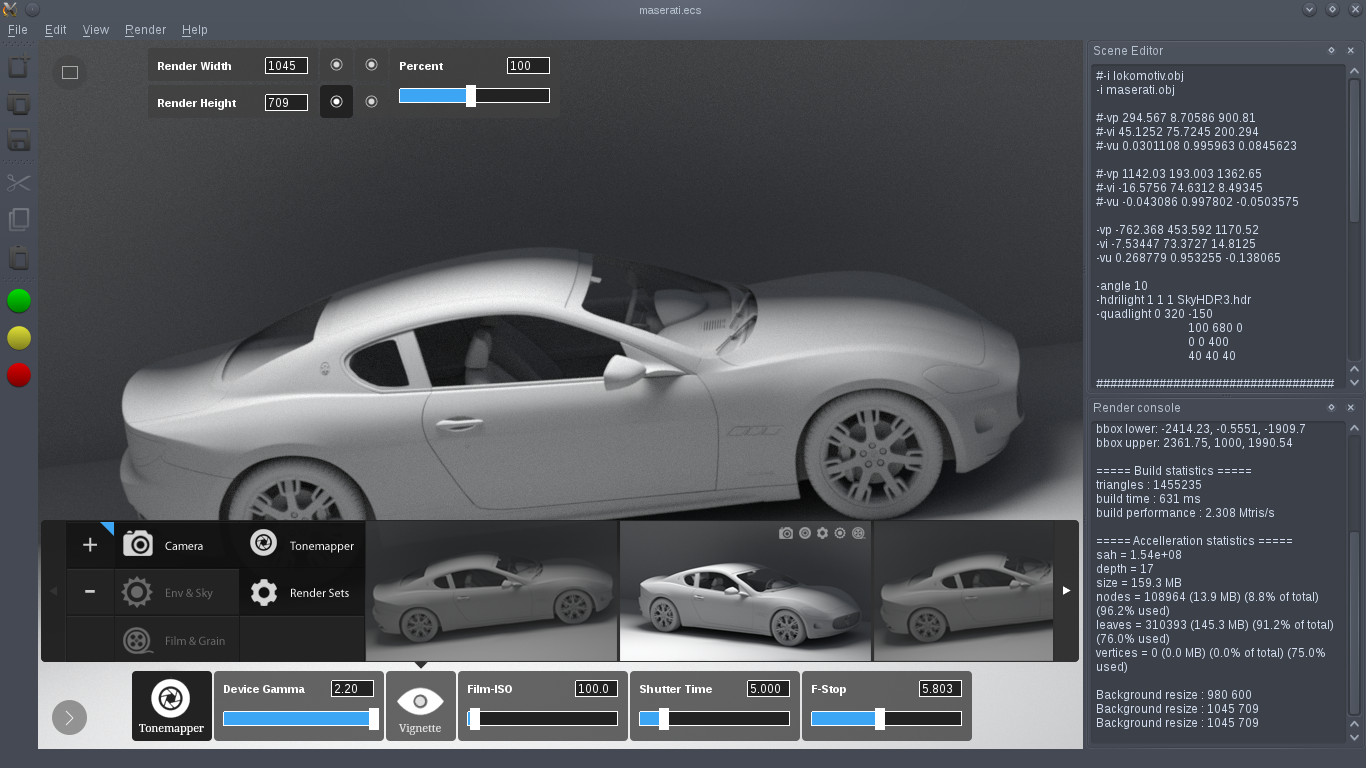 maserati.ecs
File Edit View Render Help
Render Width 1045
Percent 100
Render Height 709
Scene Editor
#-i lokomotiv.obj
-i maserati.obj
#-vp 294.567 8.70586 900.81
#-vi 45.1252 75.7245 200.294
#-vu 0.0301108 0.995963 0.0845623
#-vp 1142.03 193.003 1362.65
#-vi -16.5756 74.6312 8.49345
#-vu -0.043086 0.997802 -0.0503575
-vp -762.368 453.592 1170.52
-vi -7.53447 73.3727 14.8125
-vu 0.268779 0.953255 -0.138065
-angle 10
-hdrilight 1 1 1 SkyHDR3.hdr
-quadlight 0 320 -150
100 680 0
0 0 400
40 40 40
##################################
Render console
bbox lower: -2414.23, -0.5551, -1909.7
bbox upper: 2361.75, 1000, 1990.54
===== Build statistics =====
triangles : 1455235
build time : 631 ms
build performance : 2.308 Mtris/s
===== Accelleration statistics =====
sah = 1.54e+08
depth = 17
size = 159.3 MB
nodes = 108964 (13.9 MB) (8.8% of total)
(96.2% used)
leaves = 310393 (145.3 MB) (91.2% of total)
(76.0% used)
vertices = 0 (0.0 MB) (0.0% of total) (75.0%
used)
Background resize : 980 600
Background resize : 1045 709
Background resize : 1045 709
+ Camera Tonemapper
- Env & Sky Render Sets
Film & Grain
Tonemapper
Device Gamma 2.20
Vignette
Film-ISO 100.0
Shutter Time 5.000
F-Stop 5.803